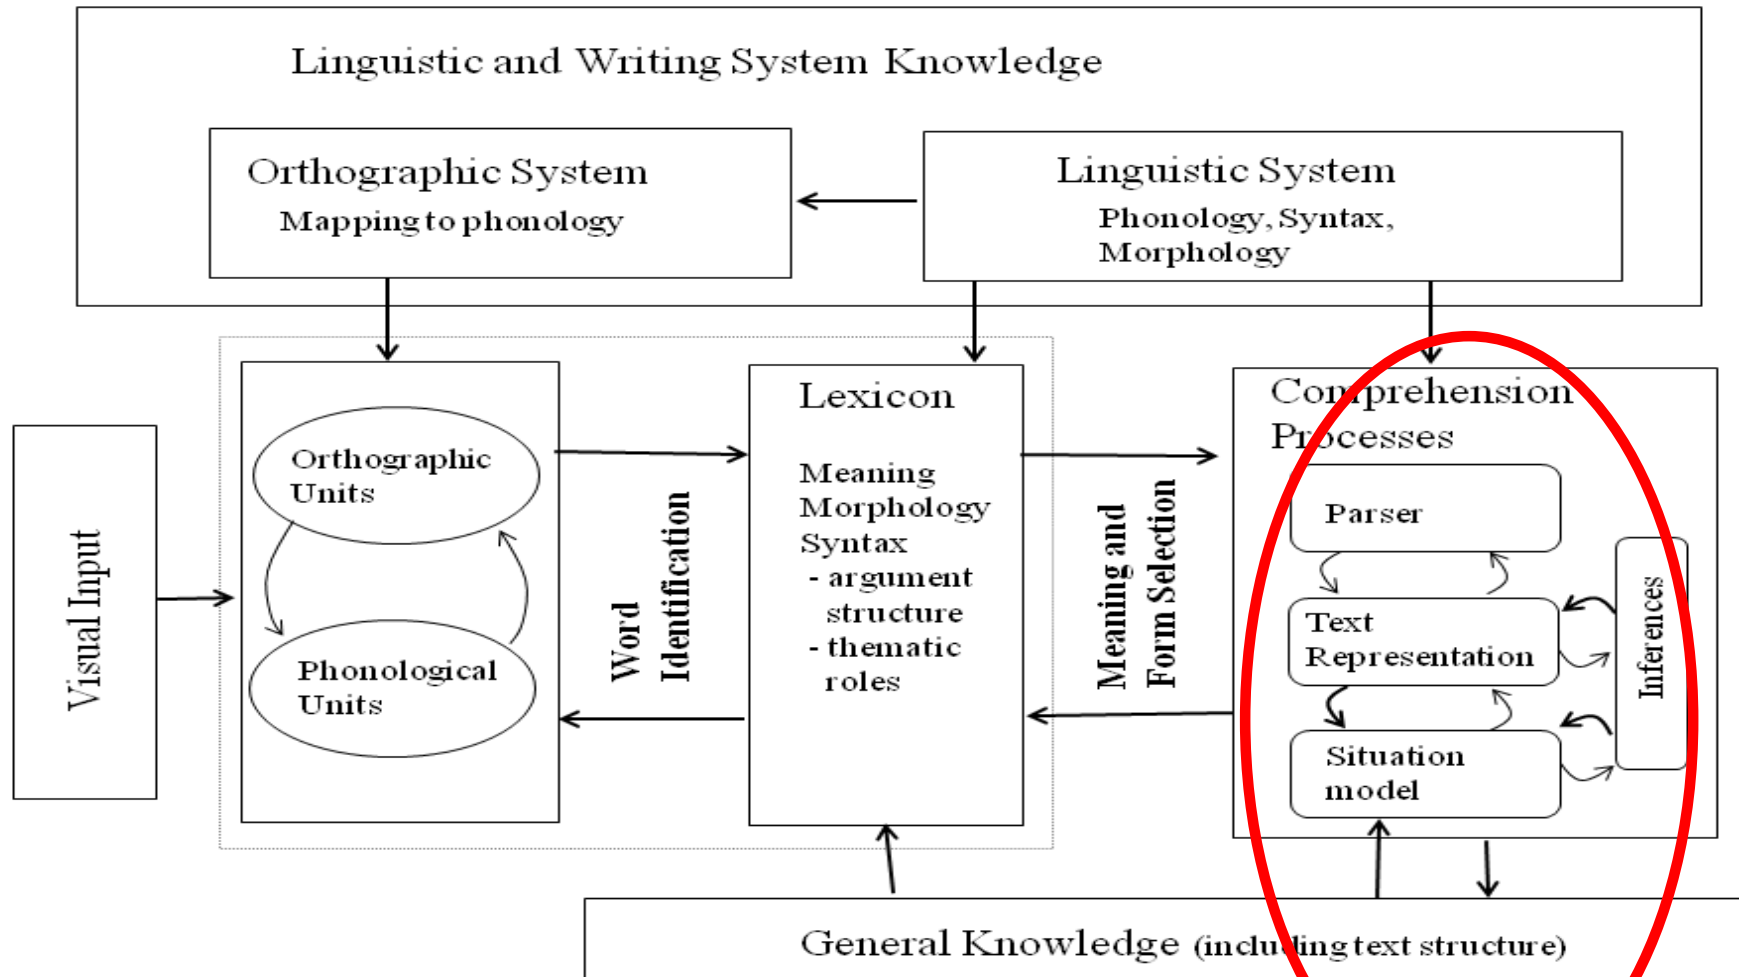 Linguistic and Writing System Knowledge
Orthographic System
Mapping to phonology
Linguistic System
Phonology, Syntax,
Morphology
Visual Input
Orthographic
Units
Phonological
Units
Word
Identification
Lexicon
Meaning
Morphology
Syntax
- argument
structure
- thematic
roles
Meaning and
Form Selection
Comprehension
Processes
Parser
Text
Representation
Situation
model
Inferences
General Knowledge (including text structure)